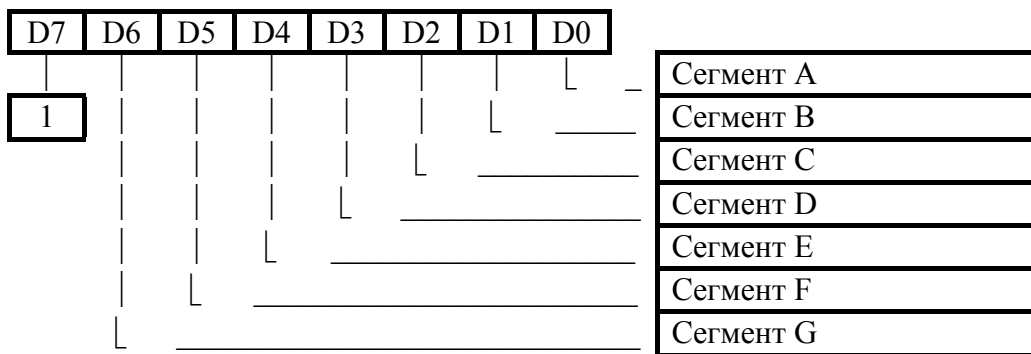 D7 D6 D5 D4 D3 D2 D1 D0
Сегмент A
1 Сегмент B
Сегмент C
Сегмент D
Сегмент E
Сегмент F
Сегмент G